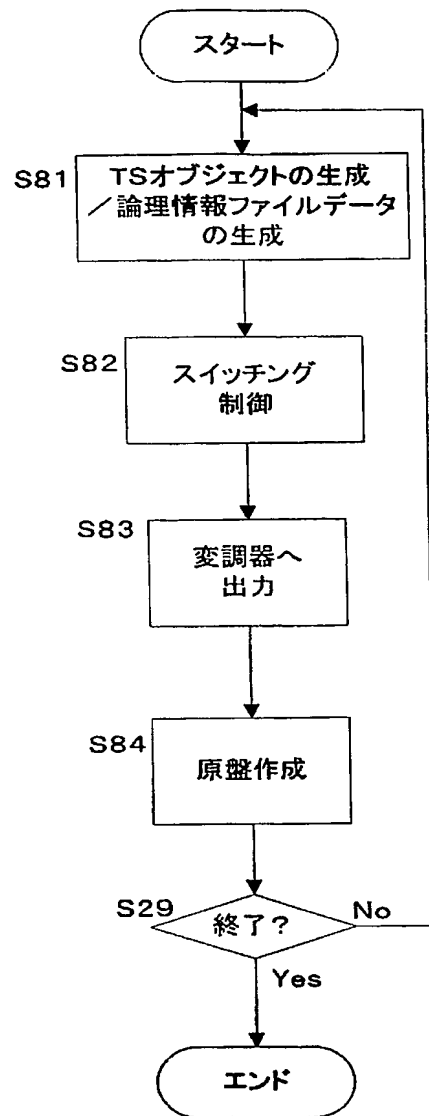 スタート
S81
TSオブジェクトの生成
／論理情報ファイルデータ
の生成
S82
スイッチング
制御
S83
変調器へ
出力
S84
原盤作成
S29
終了?
No
Yes
エンド